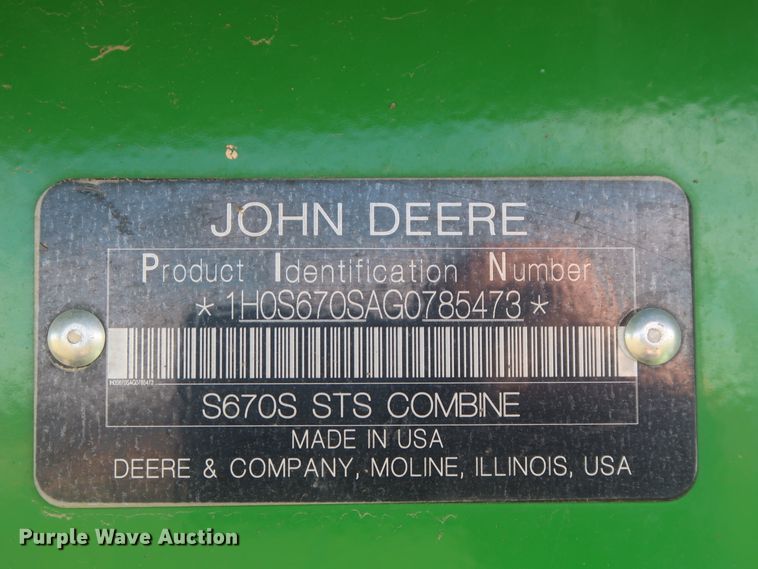 JOHN DEERE
Product Identification Number
*1H0S670SAG0785473*
1H0S670SAG0785473
S670S STS COMBINE
MADE IN USA
DEERE & COMPANY, MOLINE, ILLINOIS, USA
Purple Wave Auction